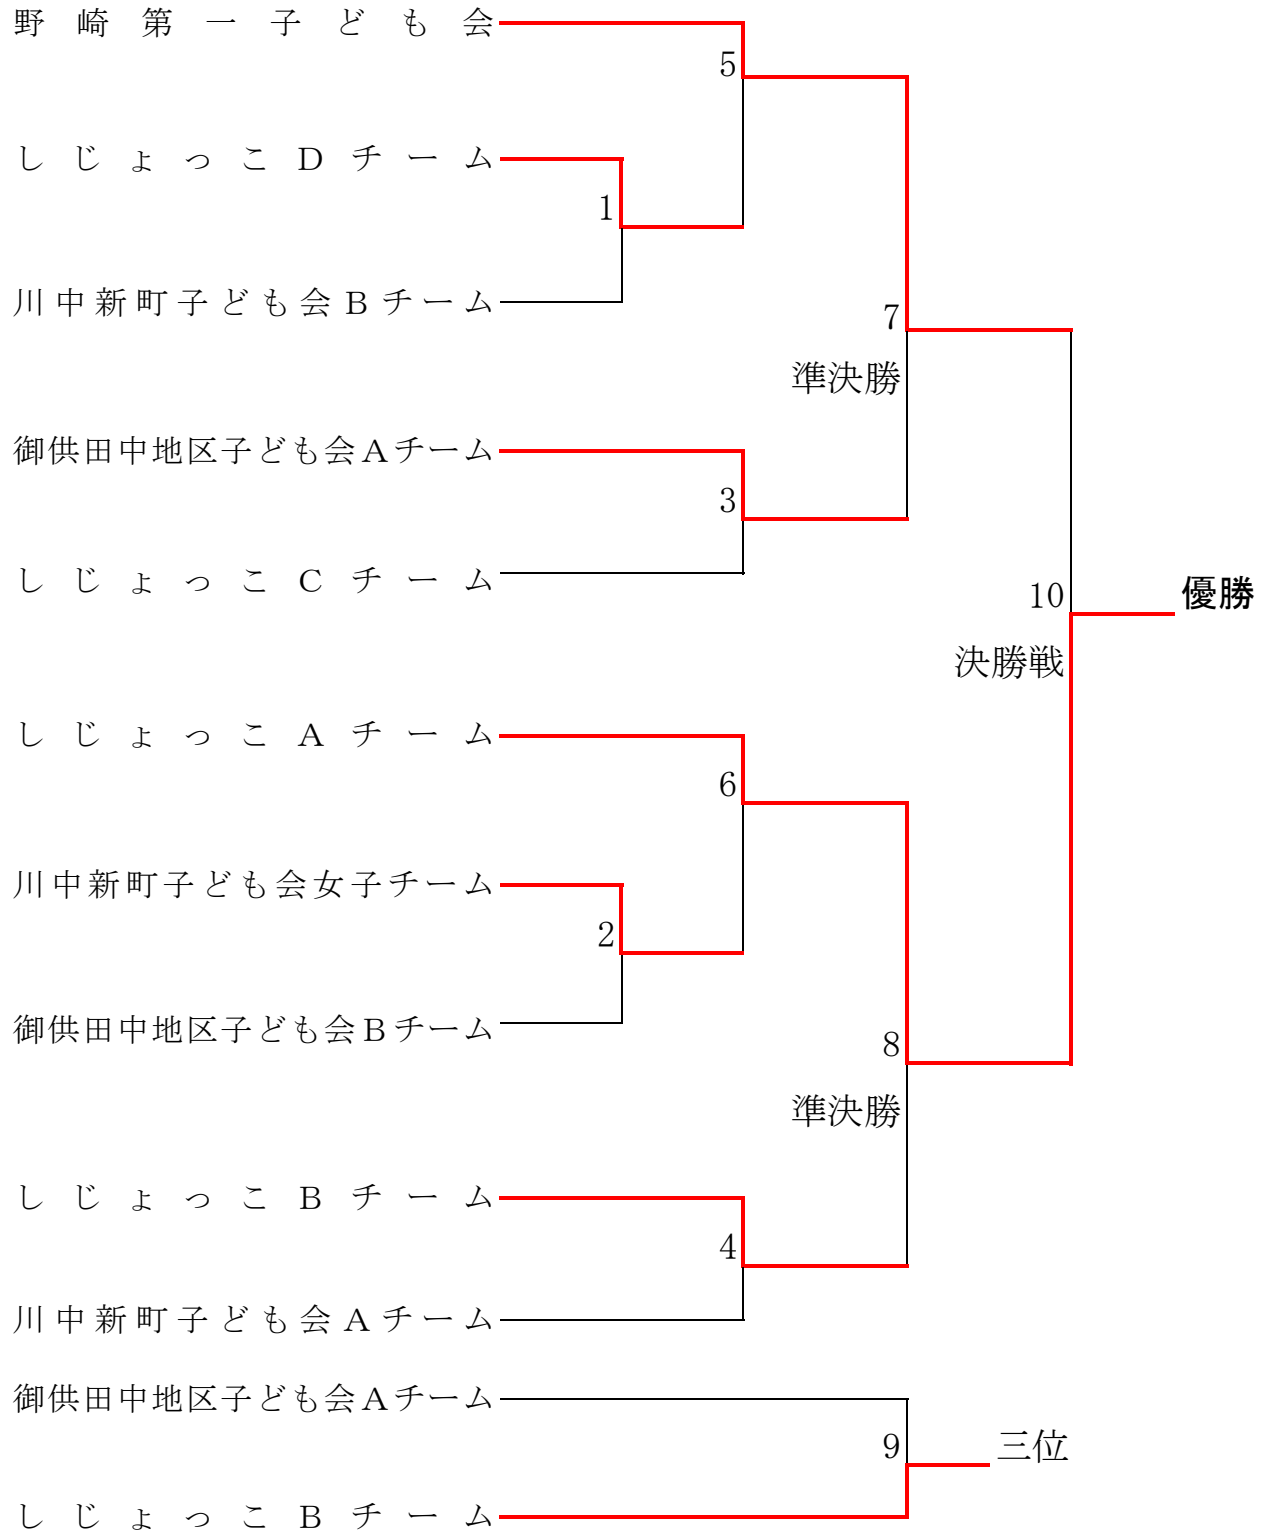 野崎第一子ども会
5
しじょっこDチーム
1
川中新町子ども会Bチーム
7
準決勝
御供田中地区子ども会Aチーム
3
しじょっこCチーム
10
優勝
決勝戦
しじょっこAチーム
6
川中新町子ども会女子チーム
2
御供田中地区子ども会Bチーム
8
準決勝
しじょっこBチーム
4
川中新町子ども会Aチーム
御供田中地区子ども会Aチーム
9
三位
しじょっこBチーム